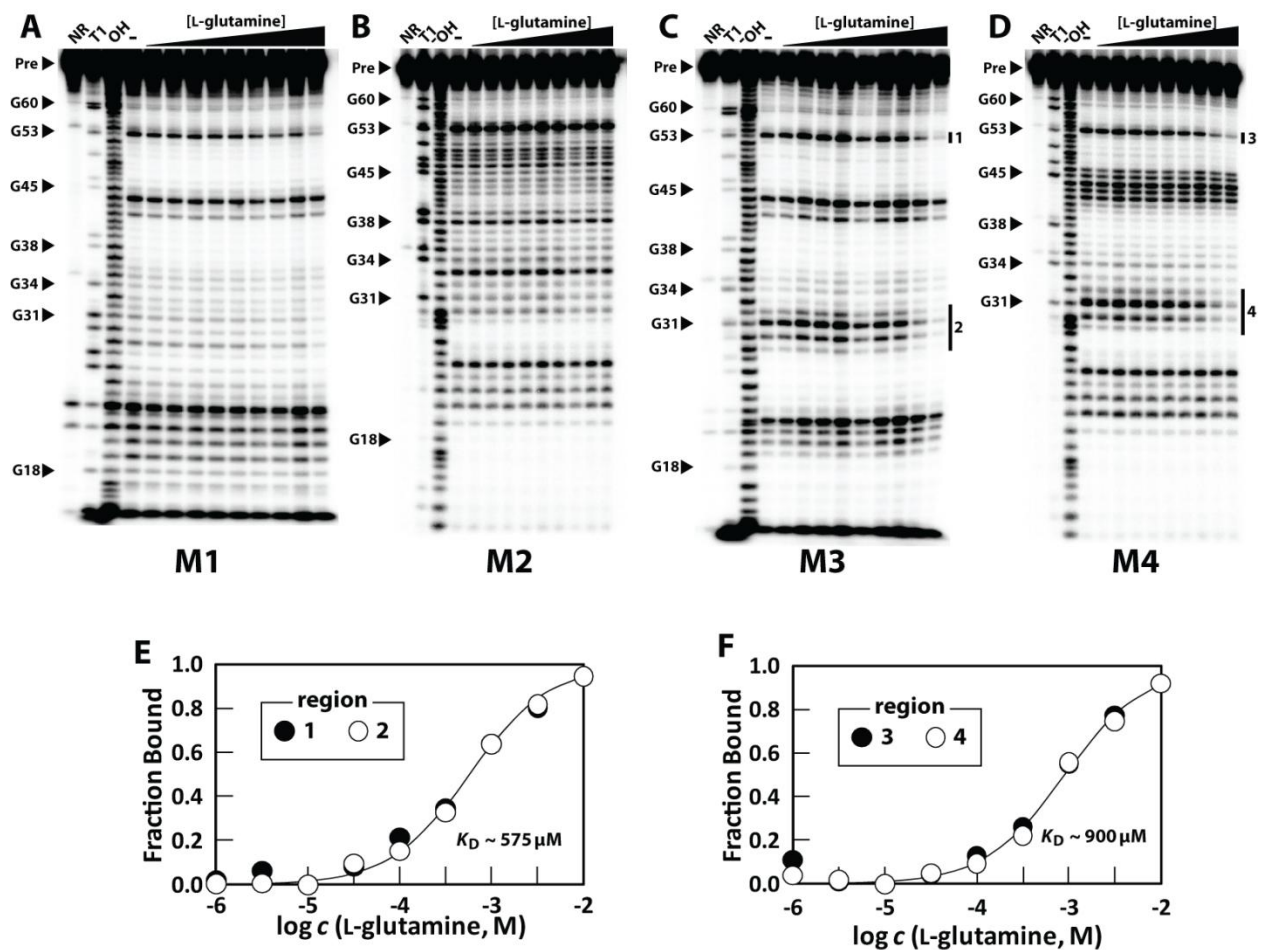 A
NR T1 OH – [L-glutamine]
Pre
G60
G53
G45
G38
G34
G31
G18
M1
B
NR T1 OH – [L-glutamine]
Pre
G60
G53
G45
G38
G34
G31
G18
M2
C
NR T1 OH – [L-glutamine]
Pre
G60
G53
G45
G38
G34
G31
G18
1
2
M3
D
NR T1 OH – [L-glutamine]
Pre
G60
G53
G45
G38
G34
G31
G18
3
4
M4
E
Fraction Bound
1.0
0.8
0.6
0.4
0.2
0.0
region
1 2
KD ~ 575 µM
-6 -5 -4 -3 -2
log c (L-glutamine, M)
F
Fraction Bound
1.0
0.8
0.6
0.4
0.2
0.0
region
3 4
KD ~ 900 µM
-6 -5 -4 -3 -2
log c (L-glutamine, M)